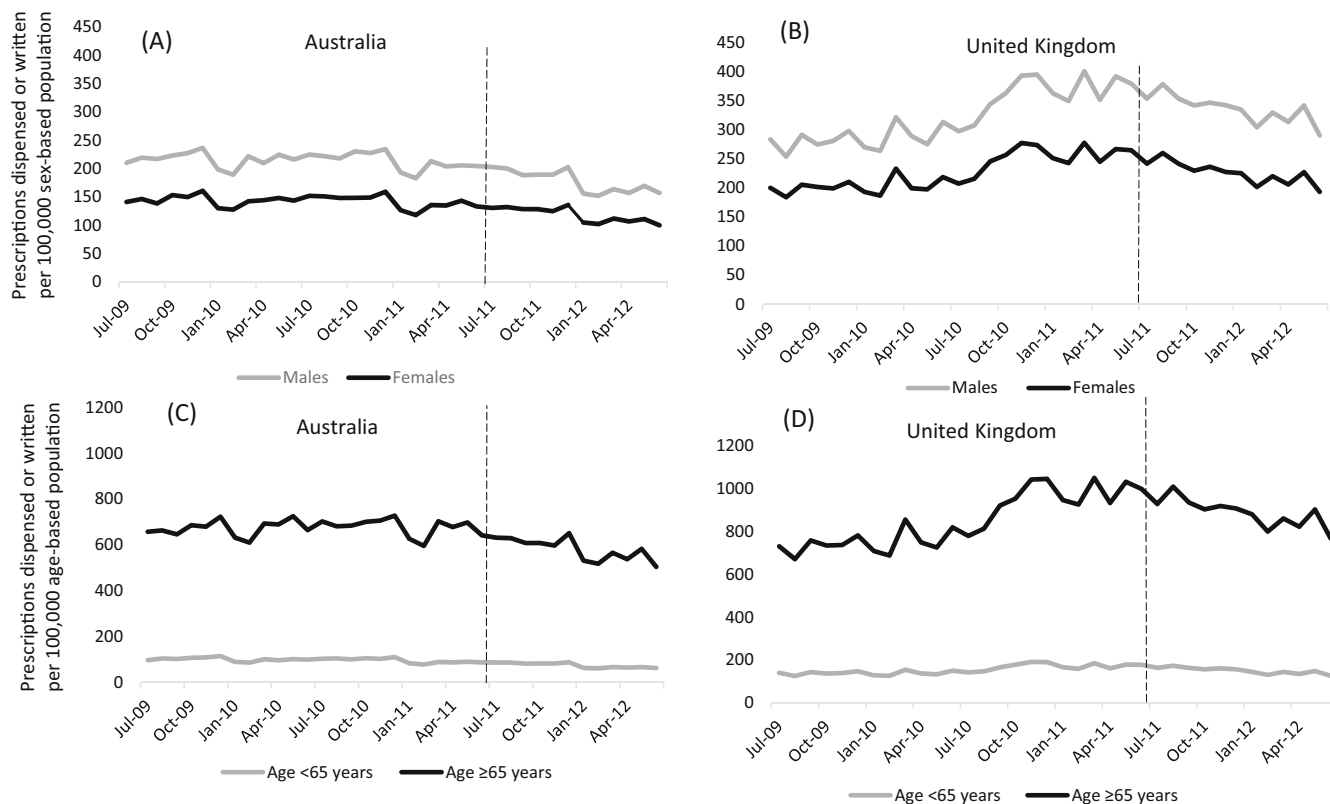 (A)
Australia
Prescriptions dispensed or written
per 100,000 sex-based population
450
400
350
300
250
200
150
100
50
0
Jul-09
Oct-09
Jan-10
Apr-10
Jul-10
Oct-10
Jan-11
Apr-11
Jul-11
Oct-11
Jan-12
Apr-12
Males
Females
(B)
United Kingdom
450
400
350
300
250
200
150
100
50
0
Jul-09
Oct-09
Jan-10
Apr-10
Jul-10
Oct-10
Jan-11
Apr-11
Jul-11
Oct-11
Jan-12
Apr-12
Males
Females
(C)
Australia
Prescriptions dispensed or written
per 100,000 age-based population
1200
1000
800
600
400
200
0
Jul-09
Oct-09
Jan-10
Apr-10
Jul-10
Oct-10
Jan-11
Apr-11
Jul-11
Oct-11
Jan-12
Apr-12
Age <65 years
Age ≥65 years
(D)
United Kingdom
1200
1000
800
600
400
200
0
Jul-09
Oct-09
Jan-10
Apr-10
Jul-10
Oct-10
Jan-11
Apr-11
Jul-11
Oct-11
Jan-12
Apr-12
Age <65 years
Age ≥65 years